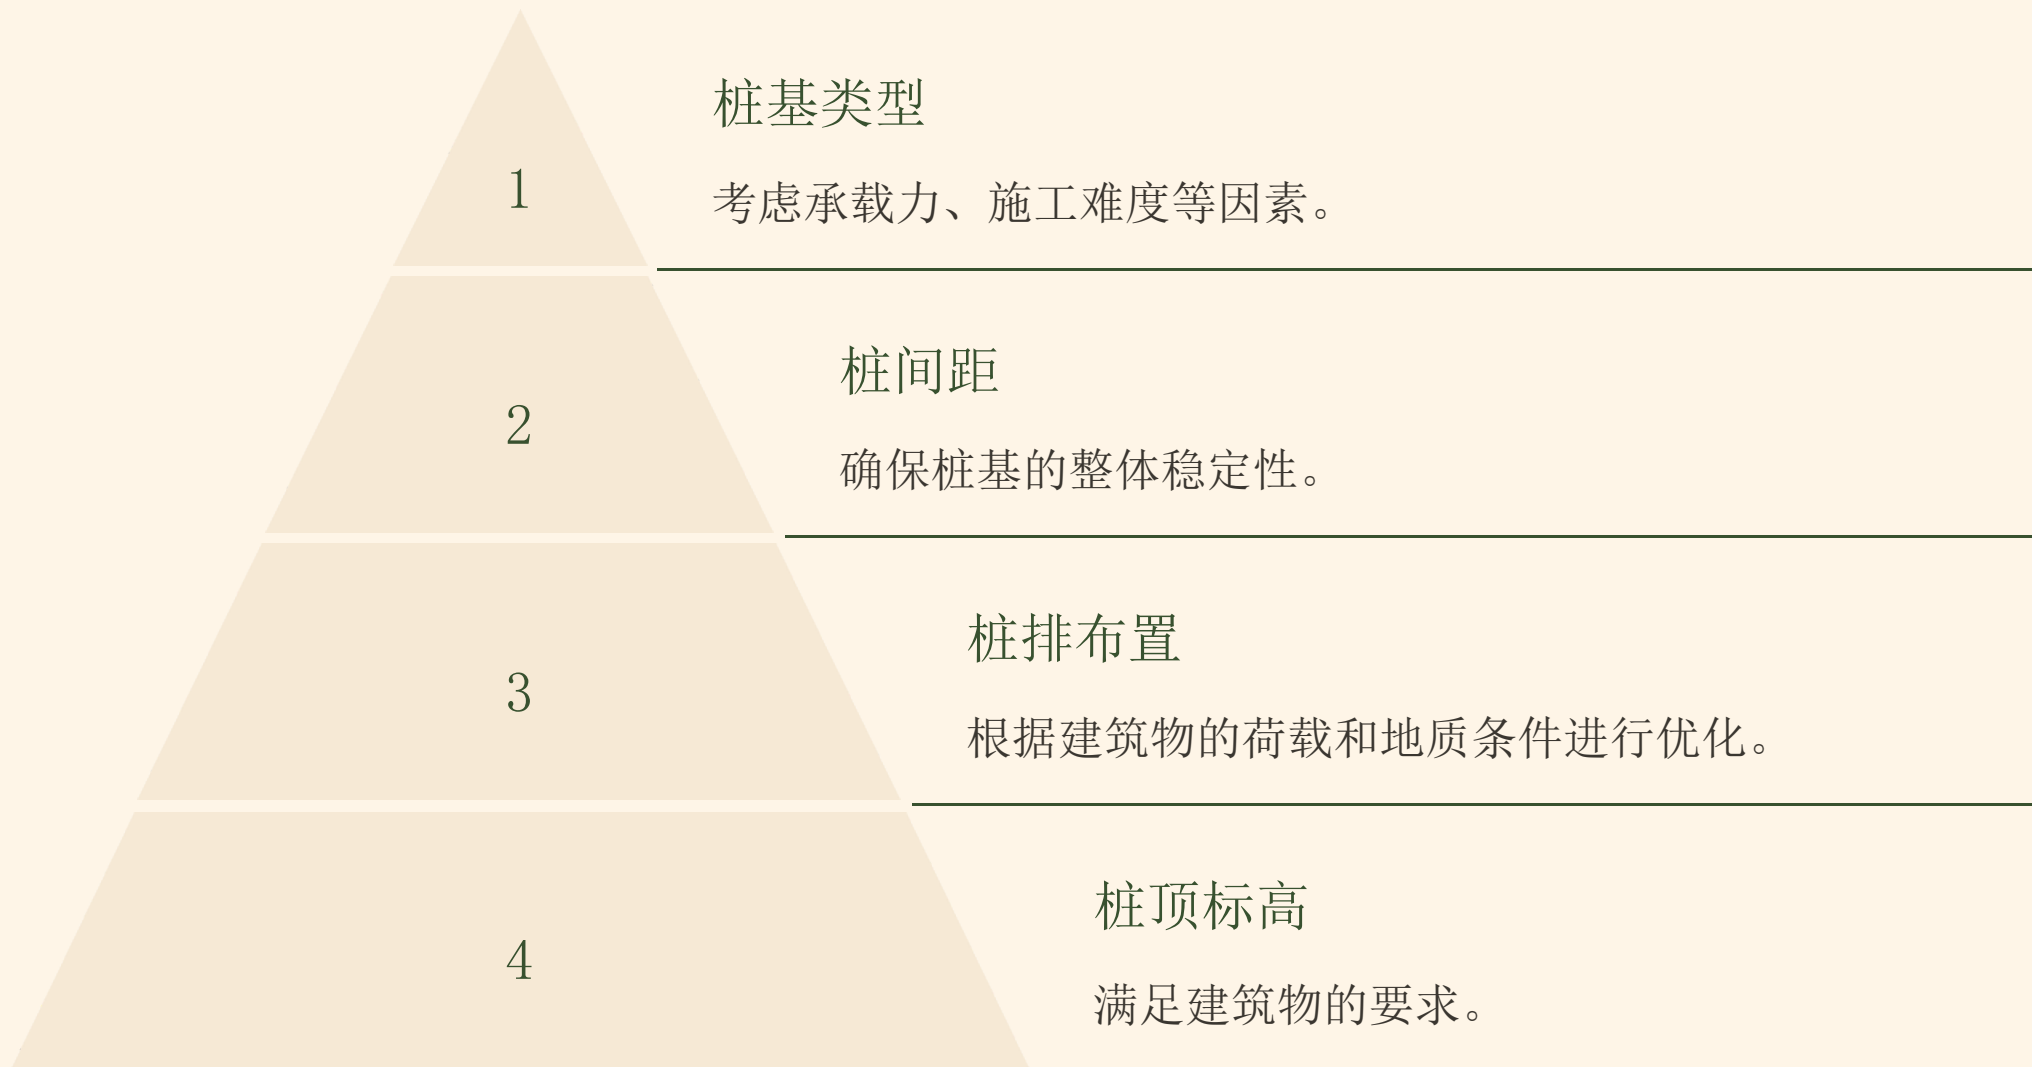 桩基类型
1
考虑承载力、施工难度等因素。
桩间距
2
确保桩基的整体稳定性。
桩排布置
3
根据建筑物的荷载和地质条件进行优化。
桩顶标高
4
满足建筑物的要求。